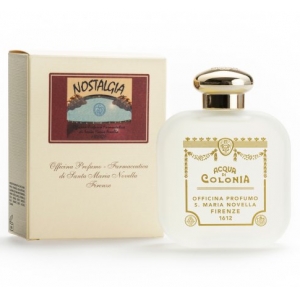 NOSTALGIA
Officina Profumo - Farmaceutica
di Santa Maria Novella
Firenze
ACQUA
DI
COLONIA
OFFICINA PROFUMO
S. MARIA NOVELLA
FIRENZE
1612